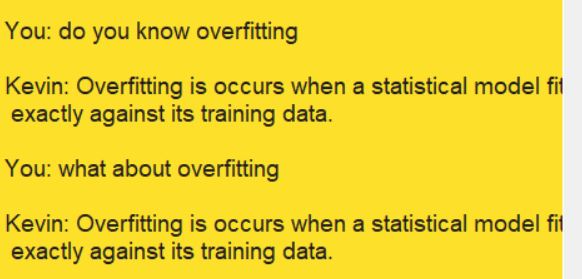 You: do you know overfitting
Kevin: Overfitting is occurs when a statistical model fit
exactly against its training data.
You: what about overfitting
Kevin: Overfitting is occurs when a statistical model fit
exactly against its training data.